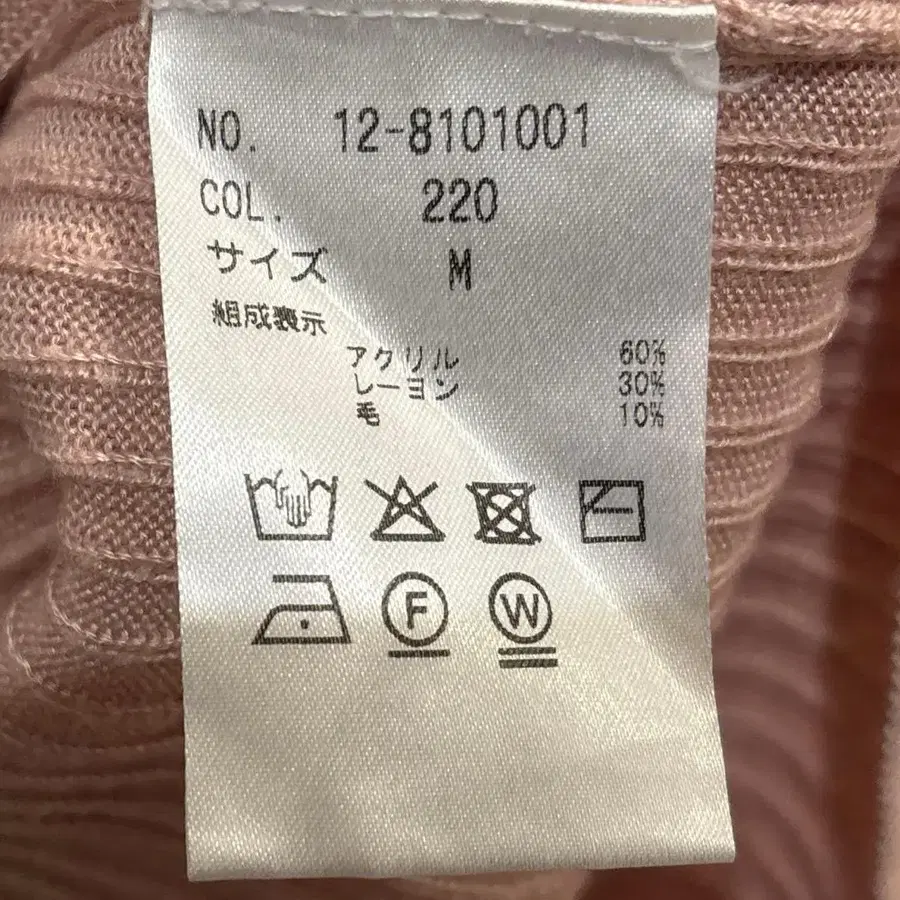 NO. 12-8101001
COL. 220
サイズ M
組成表示
アクリル 60%
レーヨン 30%
毛 10%
F W